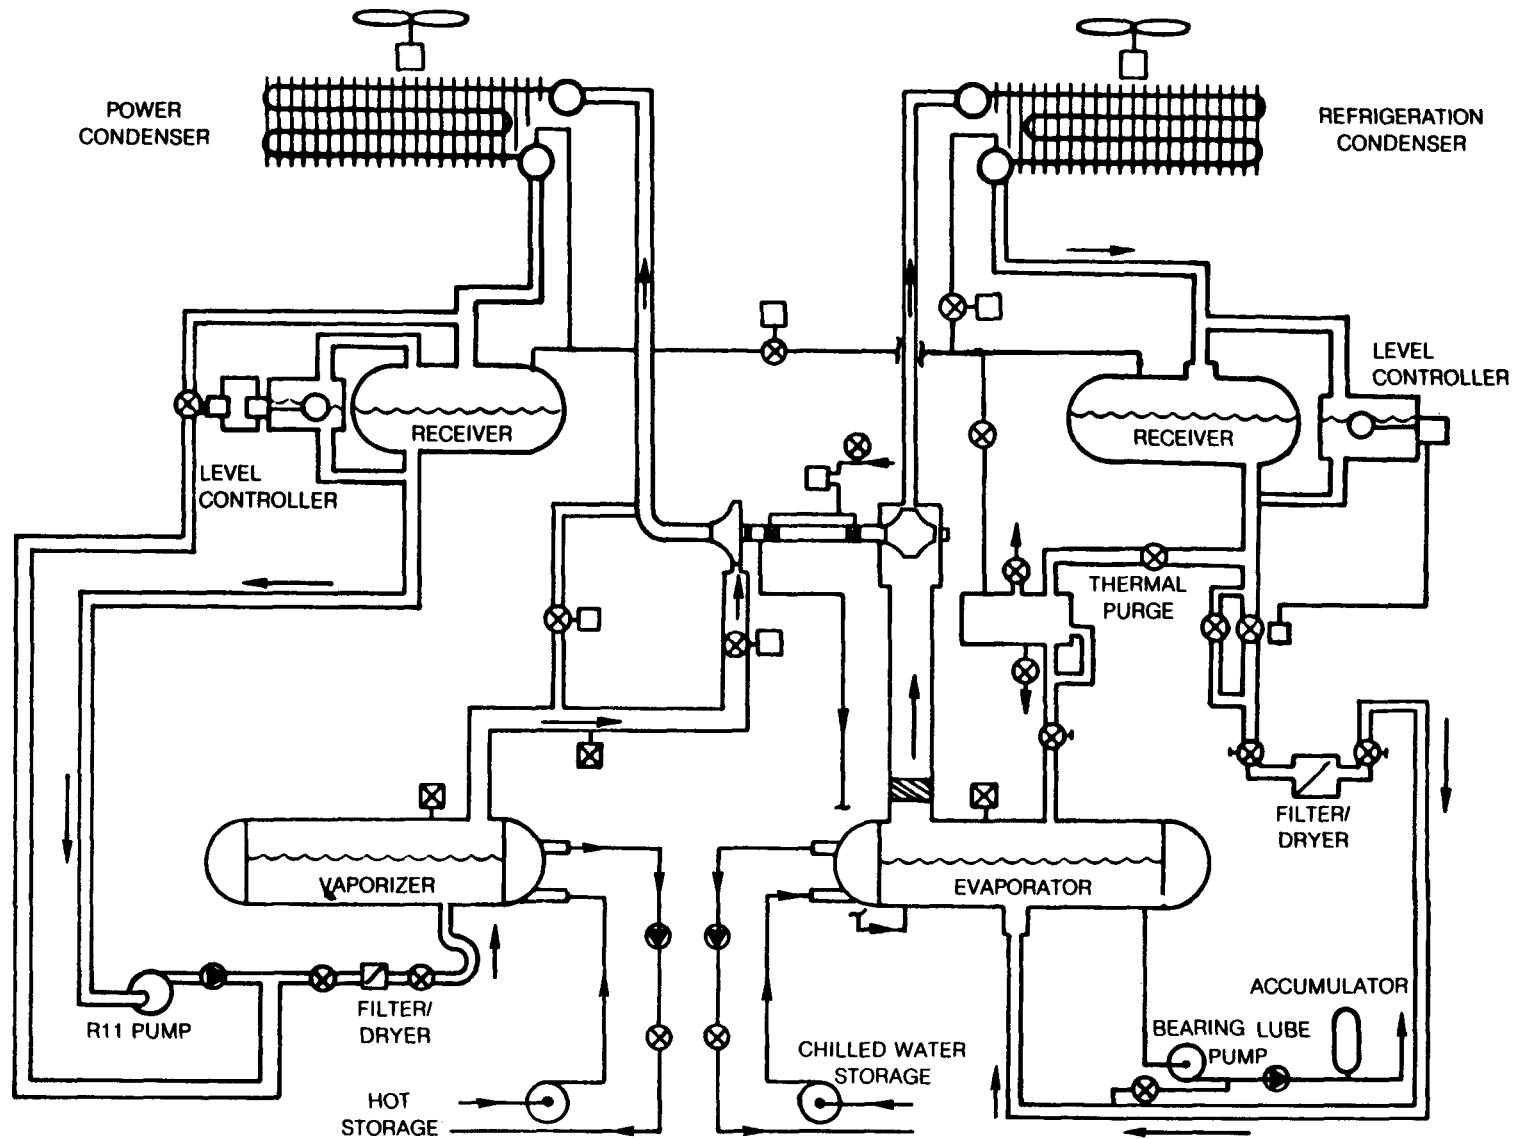 POWER
CONDENSER
REFRIGERATION
CONDENSER
LEVEL
CONTROLLER
RECEIVER
RECEIVER
LEVEL
CONTROLLER
THERMAL
PURGE
FILTER/
DRYER
VAPORIZER
EVAPORATOR
ACCUMULATOR
FILTER/
DRYER
R11 PUMP
BEARING LUBE
PUMP
CHILLED WATER
STORAGE
HOT
STORAGE